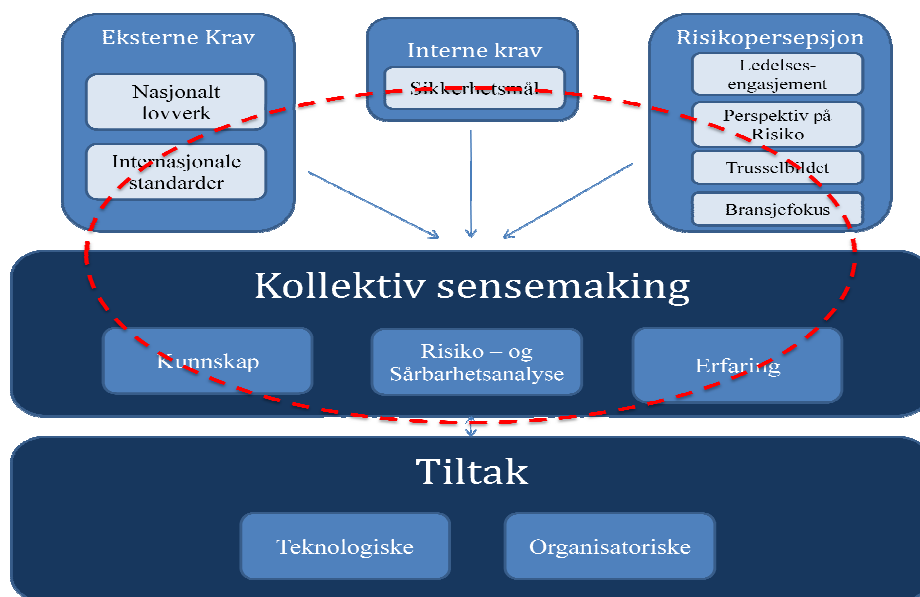 Eksterne Krav
Nasjonalt
lovverk
Internasjonale
standarder
Interne krav
Sikkerhetsmål
Risikopersepsjon
Ledelses-
engasjement
Perspektiv på
Risiko
Trusselbildet
Bransjefokus
Kollektiv sensemaking
Kunnskap
Risiko – og
Sårbarhetsanalyse
Erfaring
Tiltak
Teknologiske
Organisatoriske